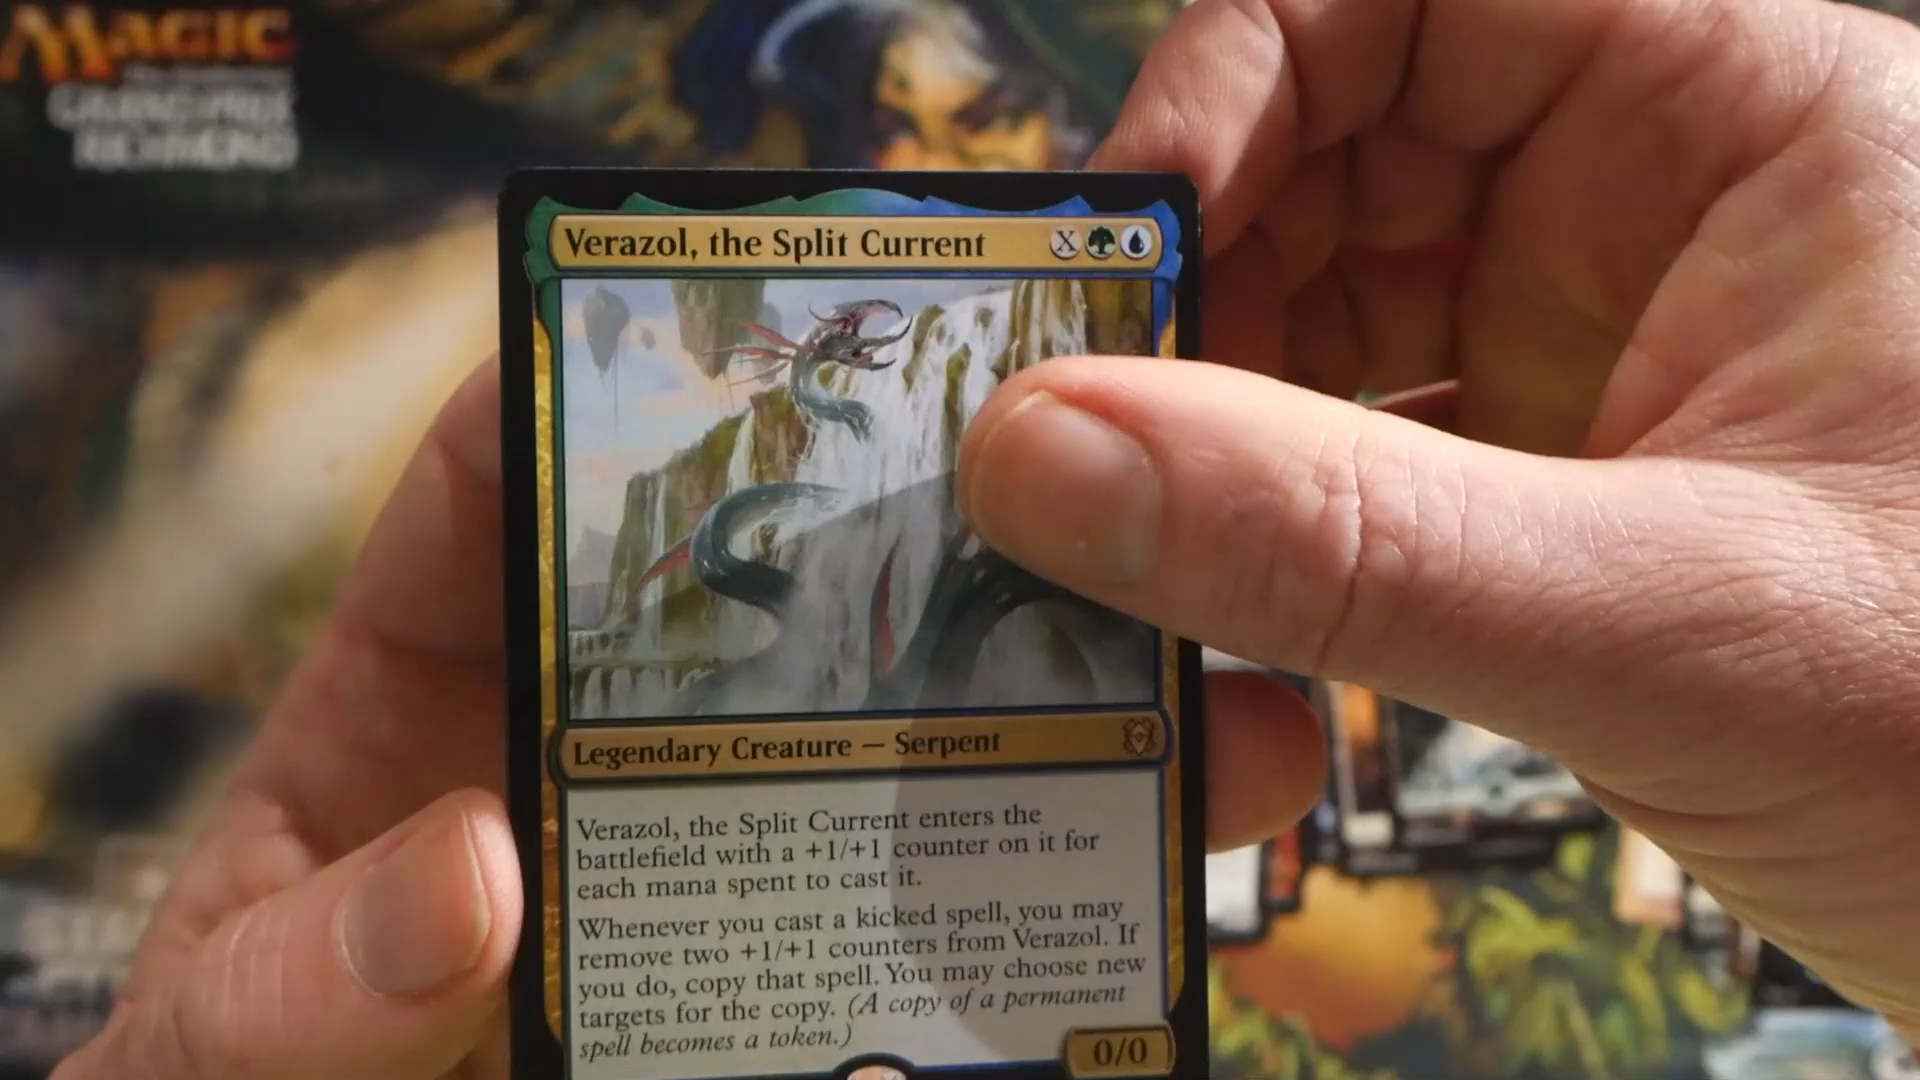 MAGIC
GRAND PRIX
RICHMOND
Verazol, the Split Current X
Legendary Creature — Serpent
Verazol, the Split Current enters the
battlefield with a +1/+1 counter on it for
each mana spent to cast it.
Whenever you cast a kicked spell, you may
remove two +1/+1 counters from Verazol. If
you do, copy that spell. You may choose new
targets for the copy. (A copy of a permanent
spell becomes a token.)
0/0